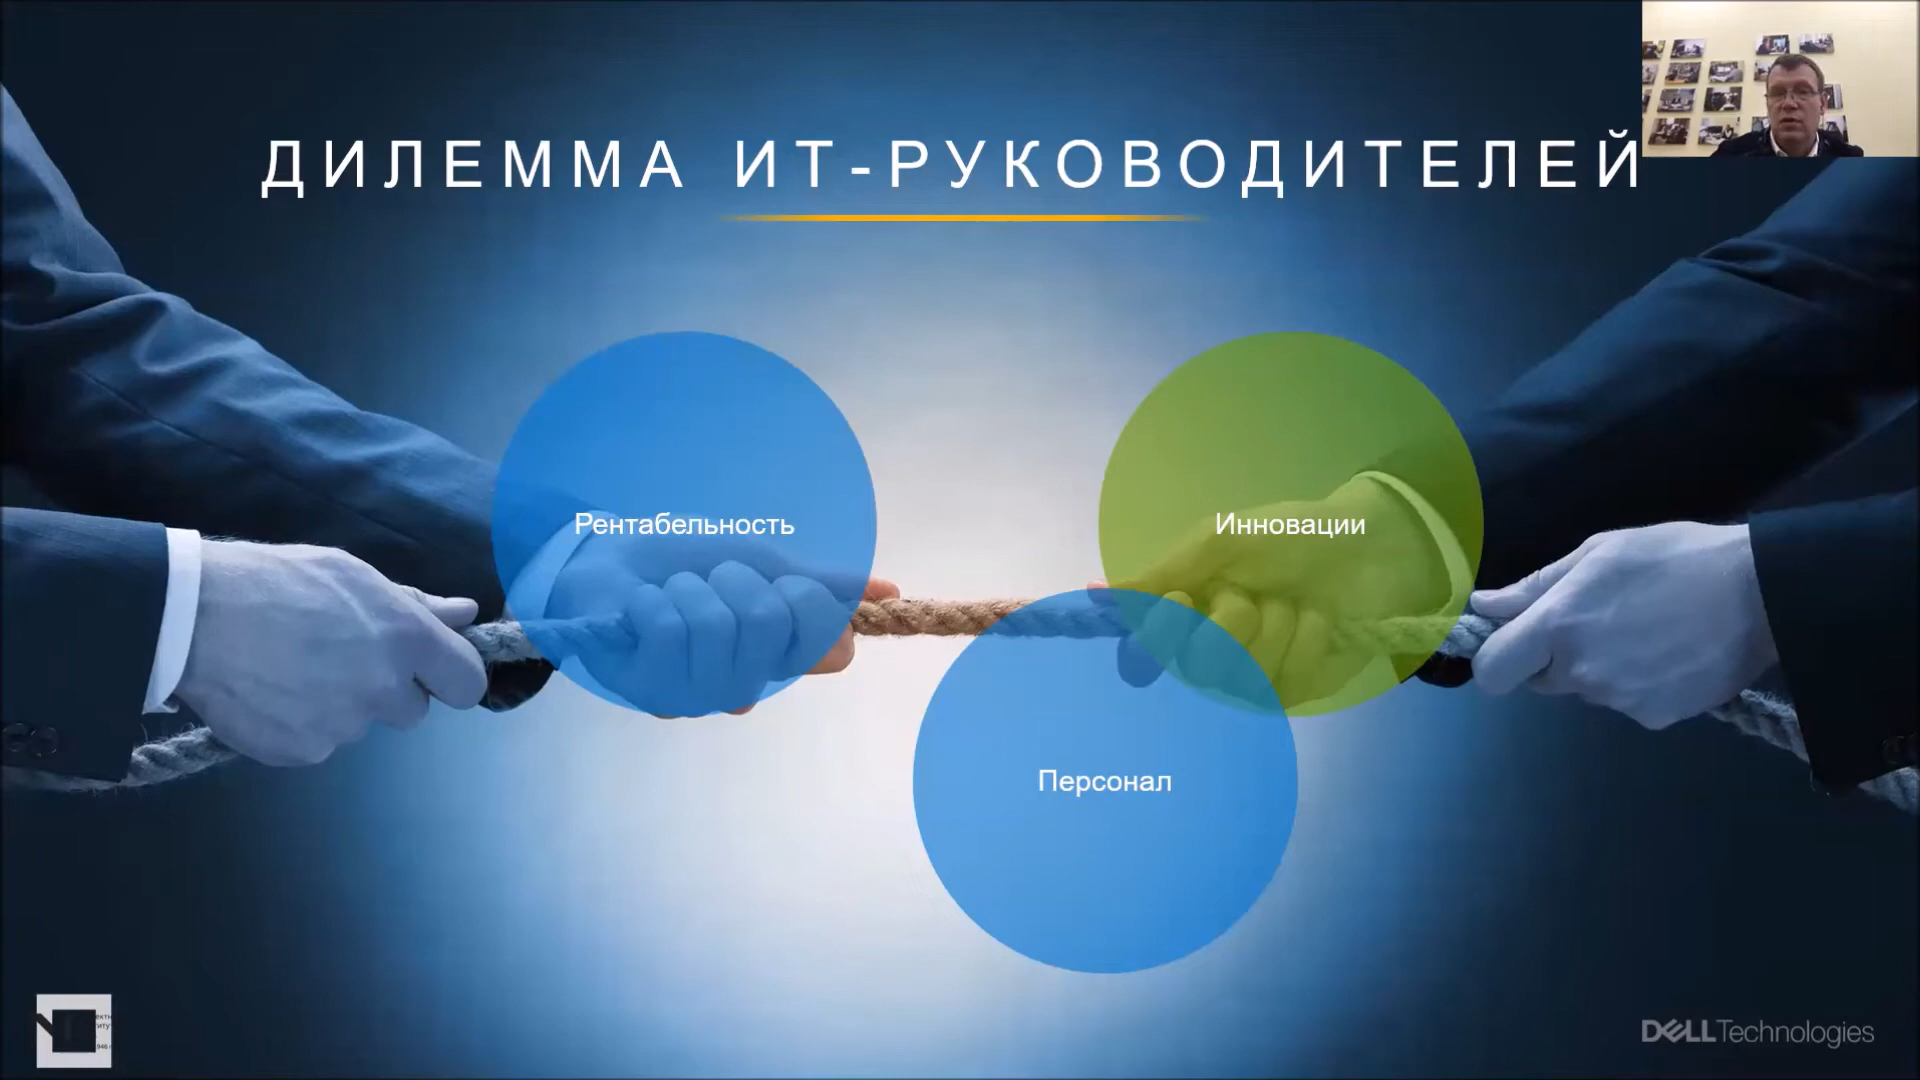 ДИЛЕММА ИТ-РУКОВОДИТЕЛЕЙ
Рентабельность
Инновации
Персонал
DELLTechnologies